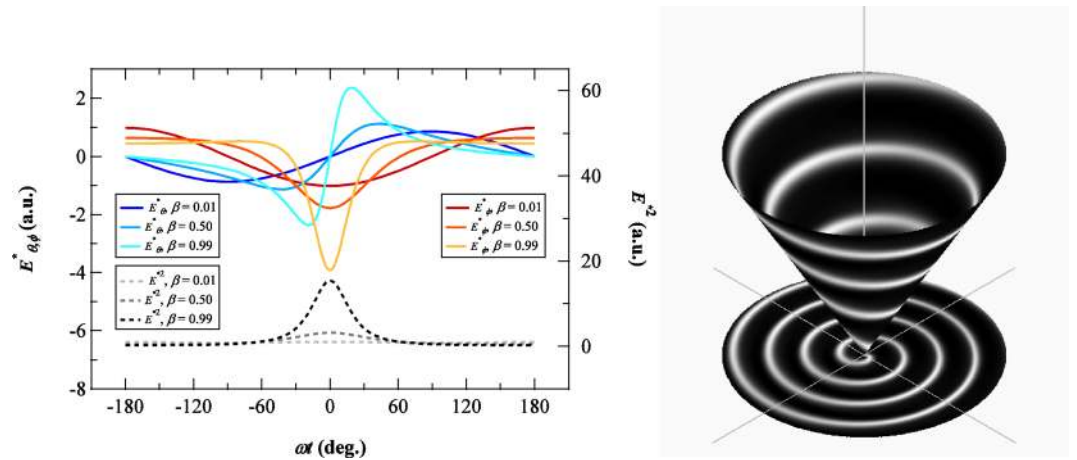 2
0
-2
-4
-6
-8
E*θ,ϕ (a.u.)
60
40
20
0
E*2 (a.u.)
E*θ, β = 0.01
E*θ, β = 0.50
E*θ, β = 0.99
E*ϕ, β = 0.01
E*ϕ, β = 0.50
E*ϕ, β = 0.99
E*2, β = 0.01
E*2, β = 0.50
E*2, β = 0.99
-180 -120 -60 0 60 120 180
ωt (deg.)